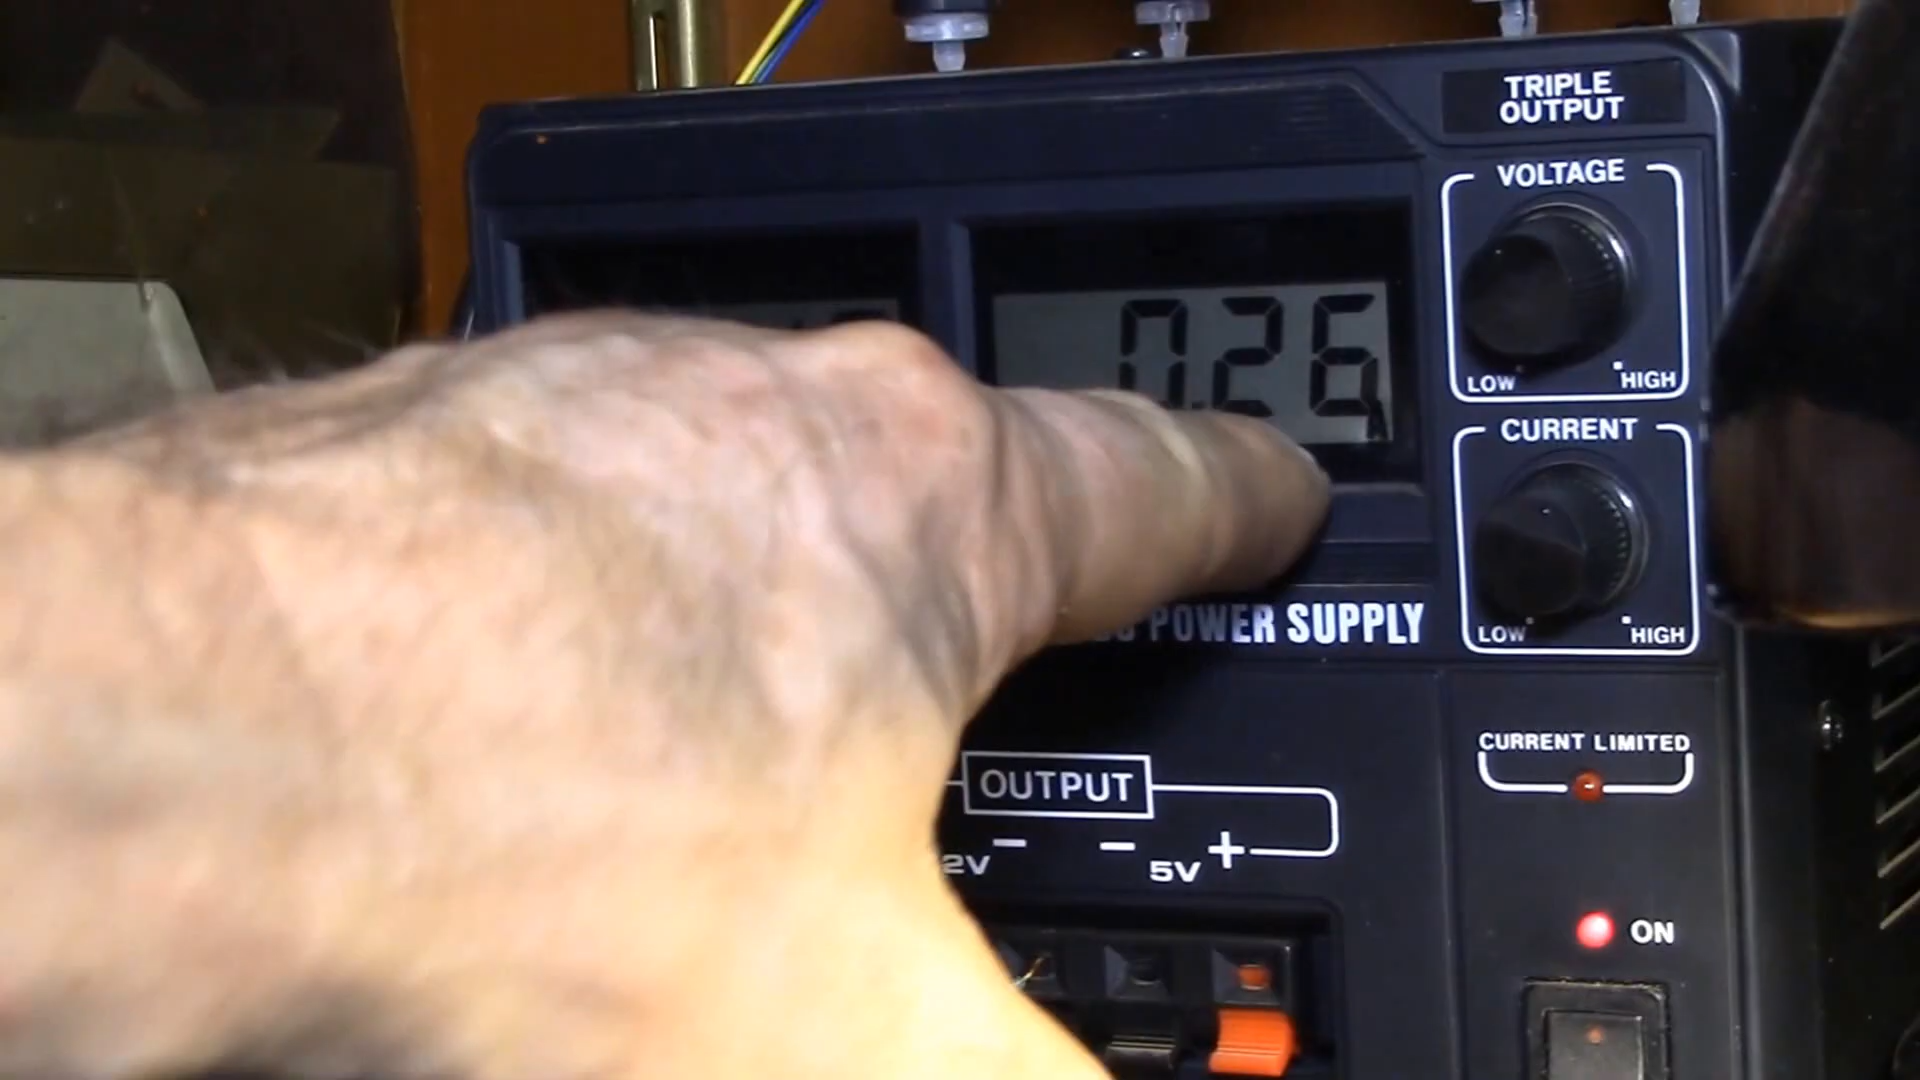 TRIPLE
OUTPUT
VOLTAGE
LOW HIGH
0.26
A
CURRENT
LOW HIGH
POWER SUPPLY
CURRENT LIMITED
OUTPUT
2V − − 5V +
ON